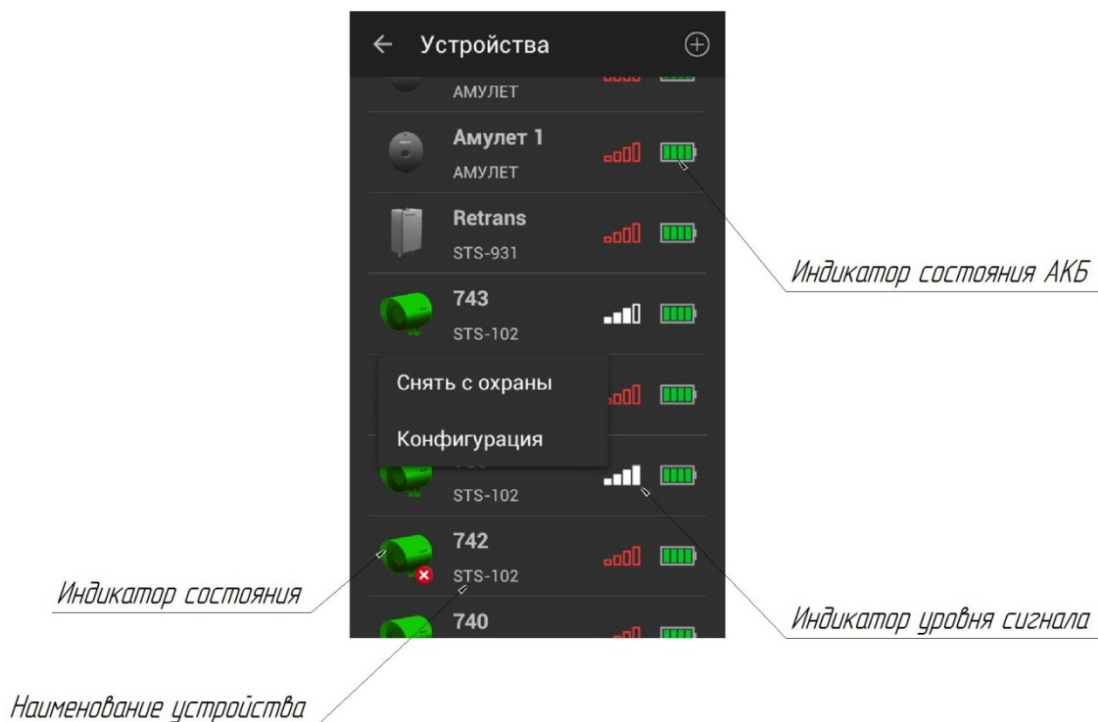 Устройства
АМУЛЕТ
Амулет 1
АМУЛЕТ
Retrans
STS-931
Индикатор состояния АКБ
743
STS-102
Снять с охраны
Конфигурация
STS-102
742
STS-102
Индикатор состояния
740
Индикатор уровня сигнала
Наименование устройства